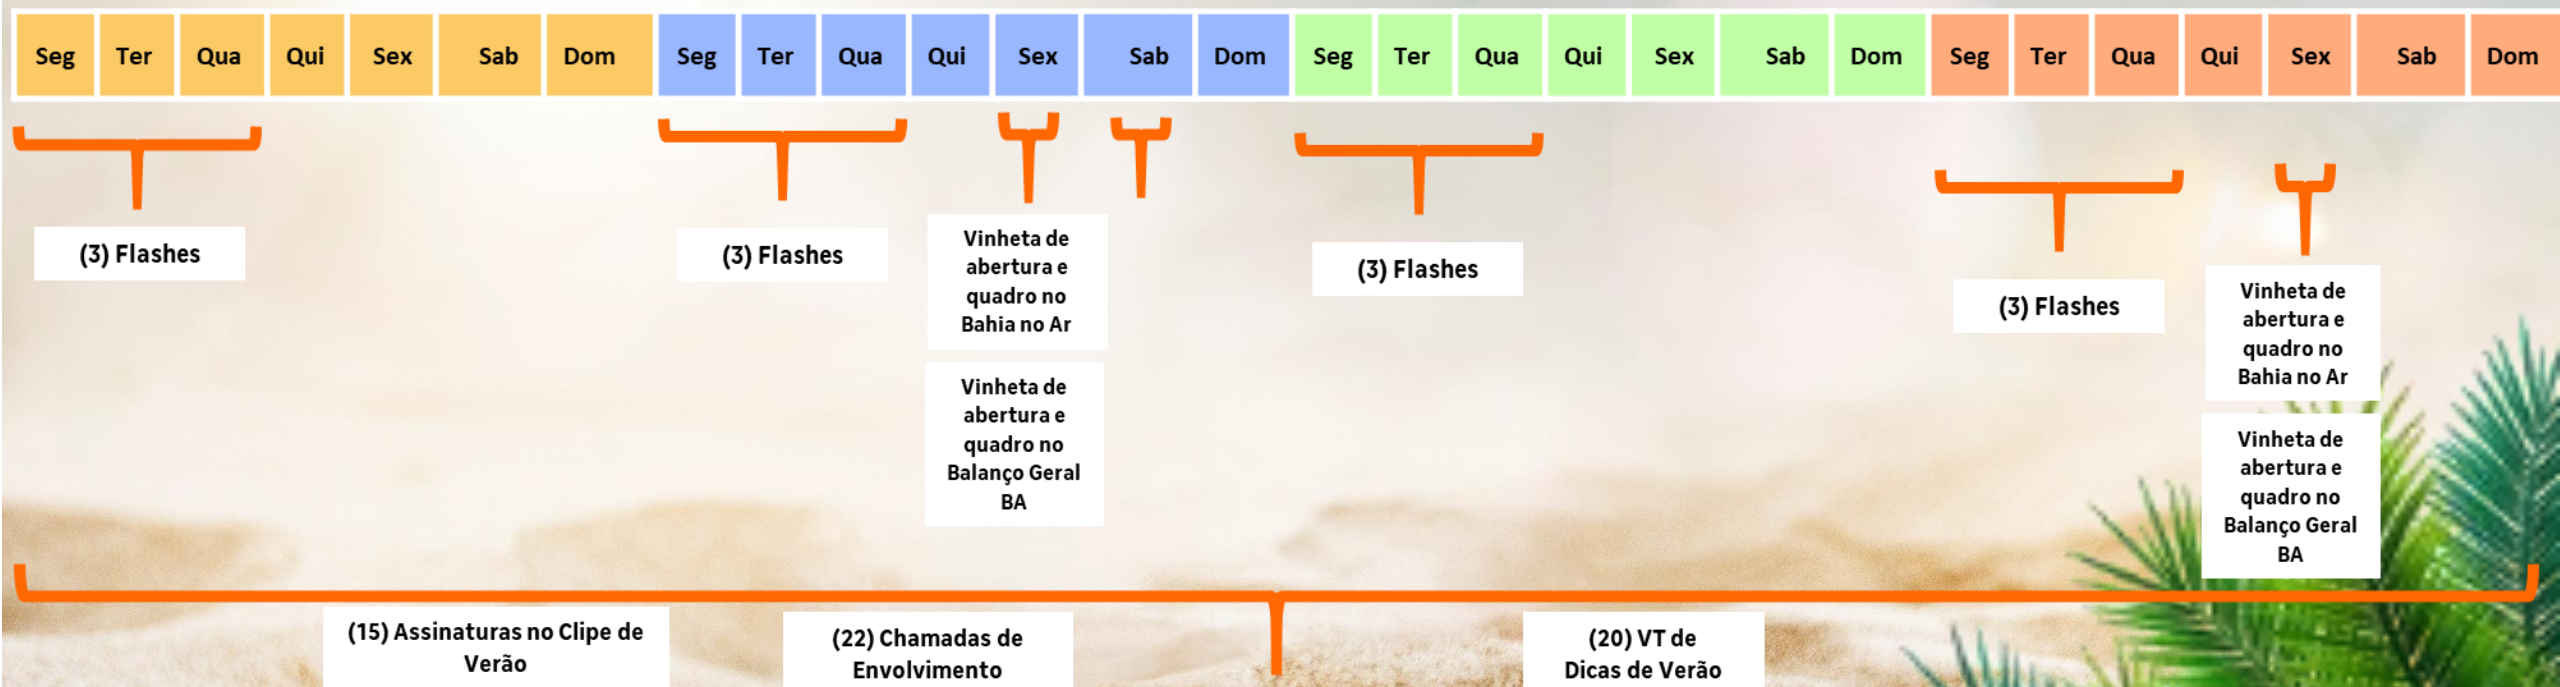 Seg Ter Qua Qui Sex Sab Dom Seg Ter Qua Qui Sex Sab Dom Seg Ter Qua Qui Sex Sab Dom Seg Ter Qua Qui Sex Sab Dom
(3) Flashes
(3) Flashes
Vinheta de
abertura e
quadro no
Bahia no Ar
Vinheta de
abertura e
quadro no
Balanço Geral
BA
(3) Flashes
(3) Flashes
Vinheta de
abertura e
quadro no
Bahia no Ar
Vinheta de
abertura e
quadro no
Balanço Geral
BA
(15) Assinaturas no Clipe de
Verão
(22) Chamadas de
Envolvimento
(20) VT de
Dicas de Verão